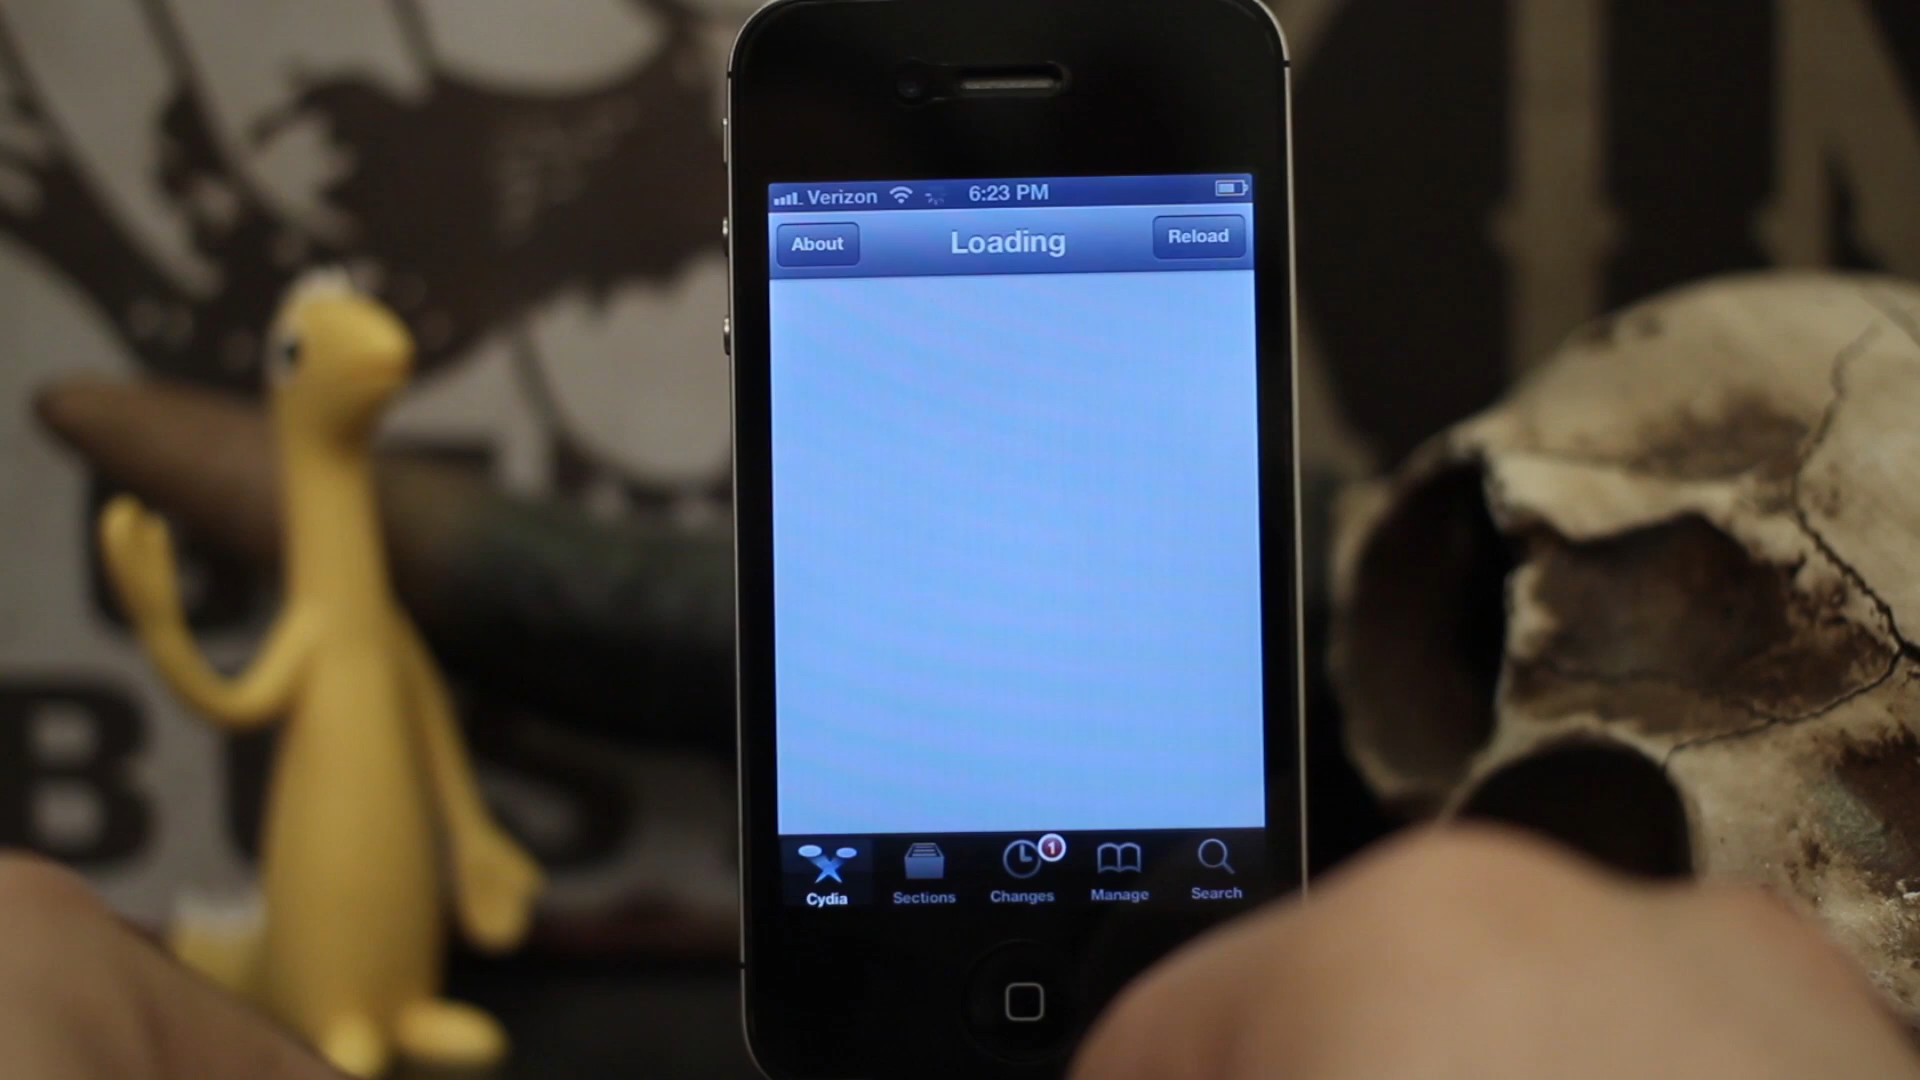 Verizon 6:23 PM
About Loading Reload
Cydia Sections Changes 1 Manage Search